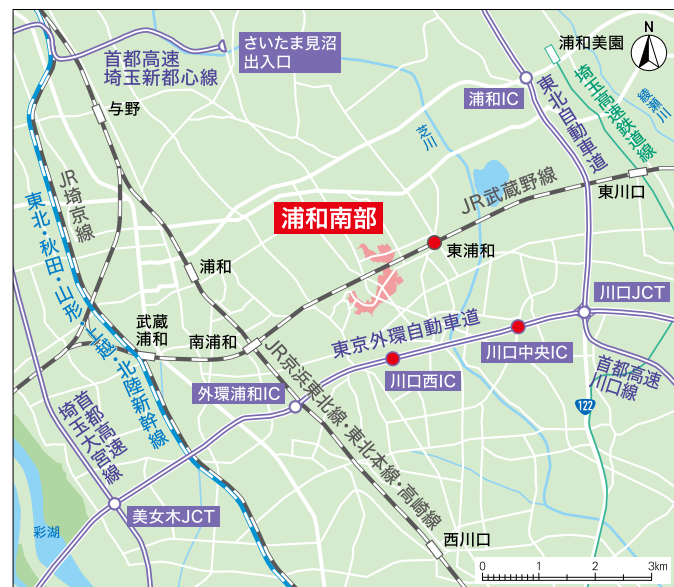 首都高速
埼玉新都心線
さいたま見沼
出入口
浦和美園
N
与野
浦和IC
東北自動車道
埼玉高速鉄道線
綾瀬川
芝川
JR埼京線
東北・秋田・山形・上越・北陸新幹線
浦和南部
JR武蔵野線
東川口
東浦和
浦和
川口JCT
武蔵
浦和
南浦和
東京外環自動車道
川口中央IC
川口西IC
首都高速
川口線
外環浦和IC
JR京浜東北線・東北本線・高崎線
122
首都高速
埼玉大宮線
美女木JCT
彩湖
西川口
0 1 2 3km